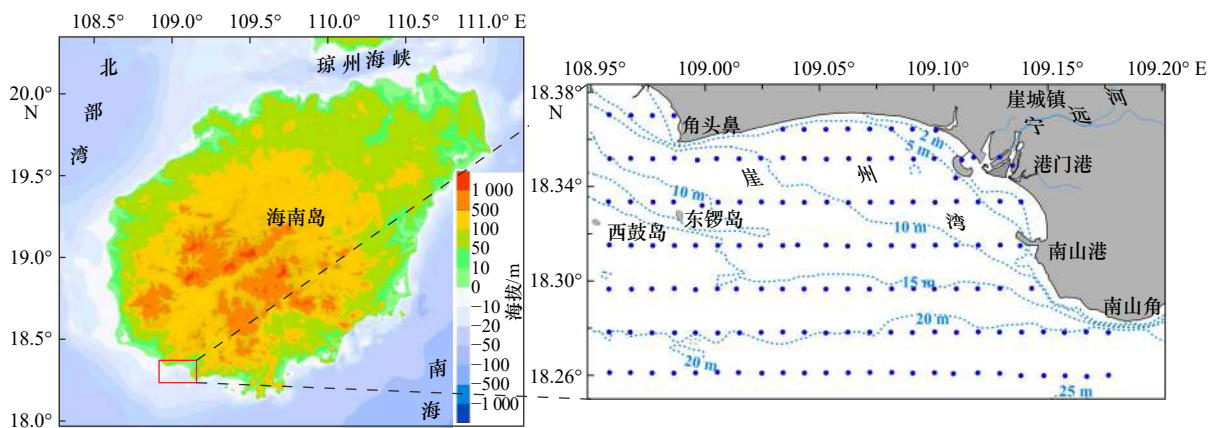 108.5° 109.0° 109.5° 110.0° 110.5° 111.0° E
20.0°
N
19.5°
19.0°
18.5°
18.0°
北部湾
琼州海峡
海南岛
南海
1 000
500
100
50
10
0
−10
−20
−50
−100
−500
−1 000
海拔/m
108.95 109.00° 109.05° 109.10° 109.15° 109.20° E
18.38°
N
18.34°
18.30°
18.26°
角头鼻
崖城镇
宁远河
2 m
5 m
港门港
崖州湾
10 m
东锣岛
西鼓岛
10 m
南山港
15 m
南山角
20 m
20 m
25 m